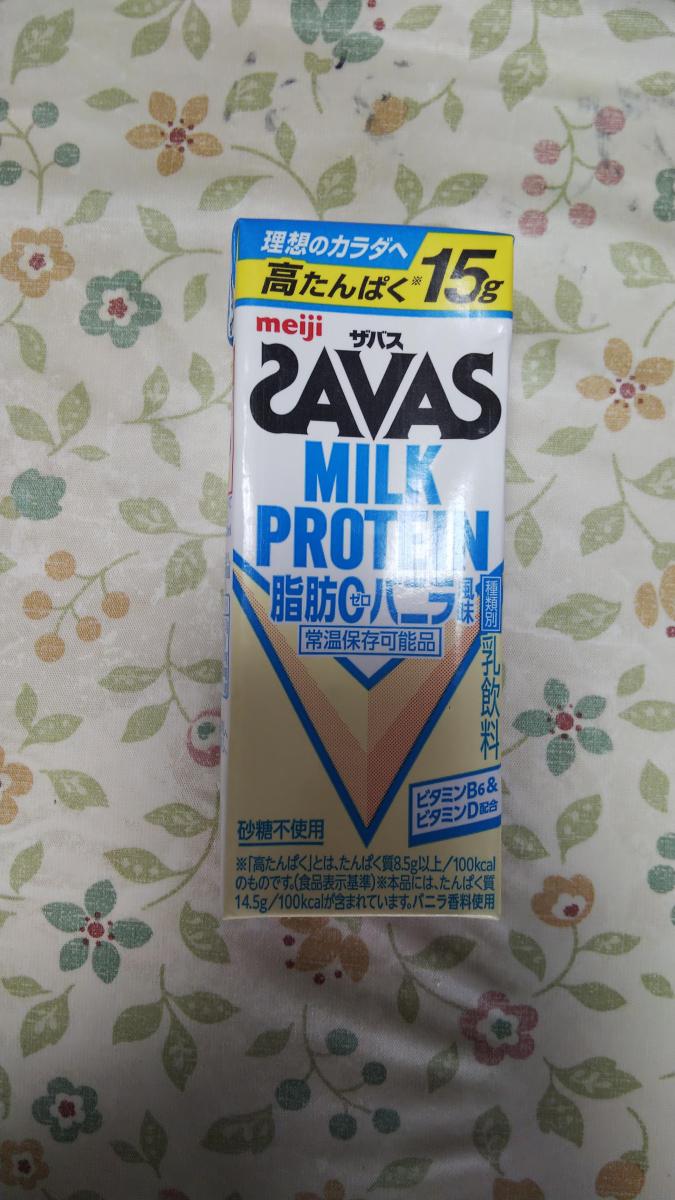 理想のカラダへ
高たんぱく※15g
meiji
ザバス
SAVAS
MILK
PROTEIN
脂肪0ゼロバニラ風味
常温保存可能品
種類別
乳飲料
ビタミンB6&
ビタミンD配合
砂糖不使用
※「高たんぱく」とは、たんぱく質8.5g以上/100kcal
のものです。(食品表示基準)※本品には、たんぱく質
14.5g/100kcalが含まれています。バニラ香料使用